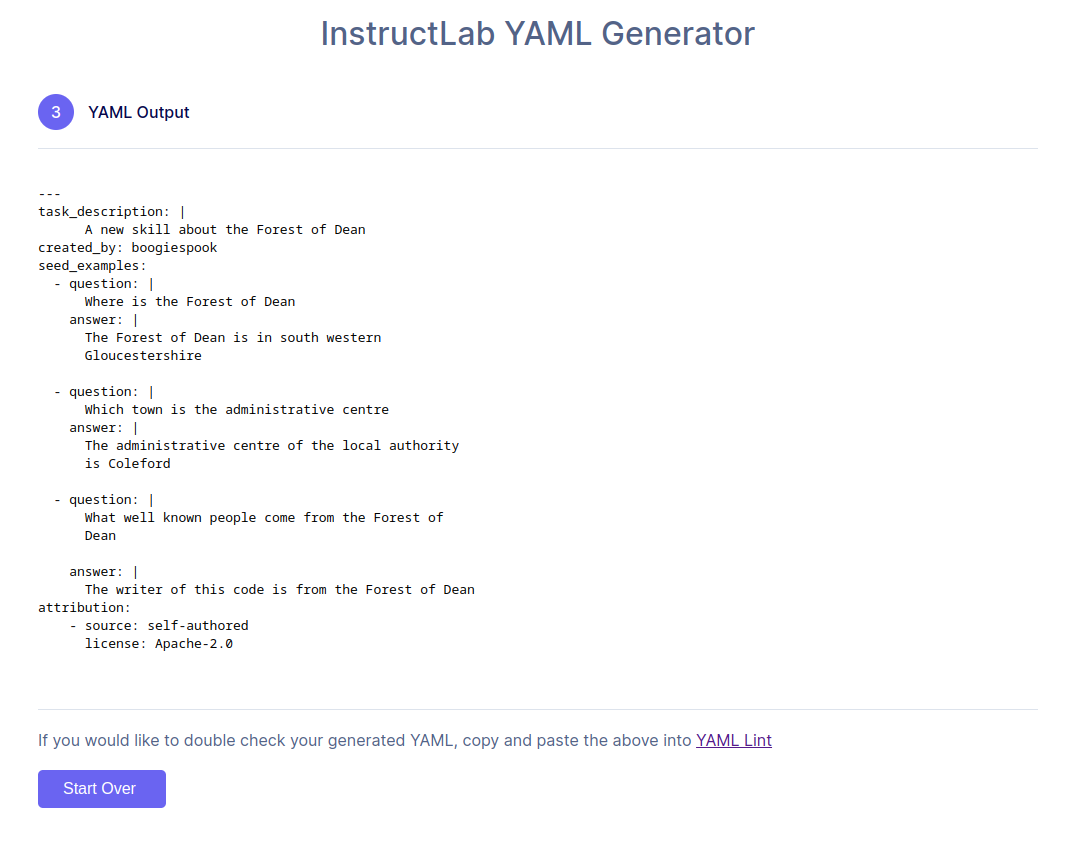 InstructLab YAML Generator
3
YAML Output
---
task_description: |
      A new skill about the Forest of Dean
created_by: boogiespook
seed_examples:
  - question: |
      Where is the Forest of Dean
    answer: |
      The Forest of Dean is in south western
      Gloucestershire

  - question: |
      Which town is the administrative centre
    answer: |
      The administrative centre of the local authority
      is Coleford

  - question: |
      What well known people come from the Forest of
      Dean

    answer: |
      The writer of this code is from the Forest of Dean
attribution:
    - source: self-authored
      license: Apache-2.0
If you would like to double check your generated YAML, copy and paste the above into YAML Lint
Start Over